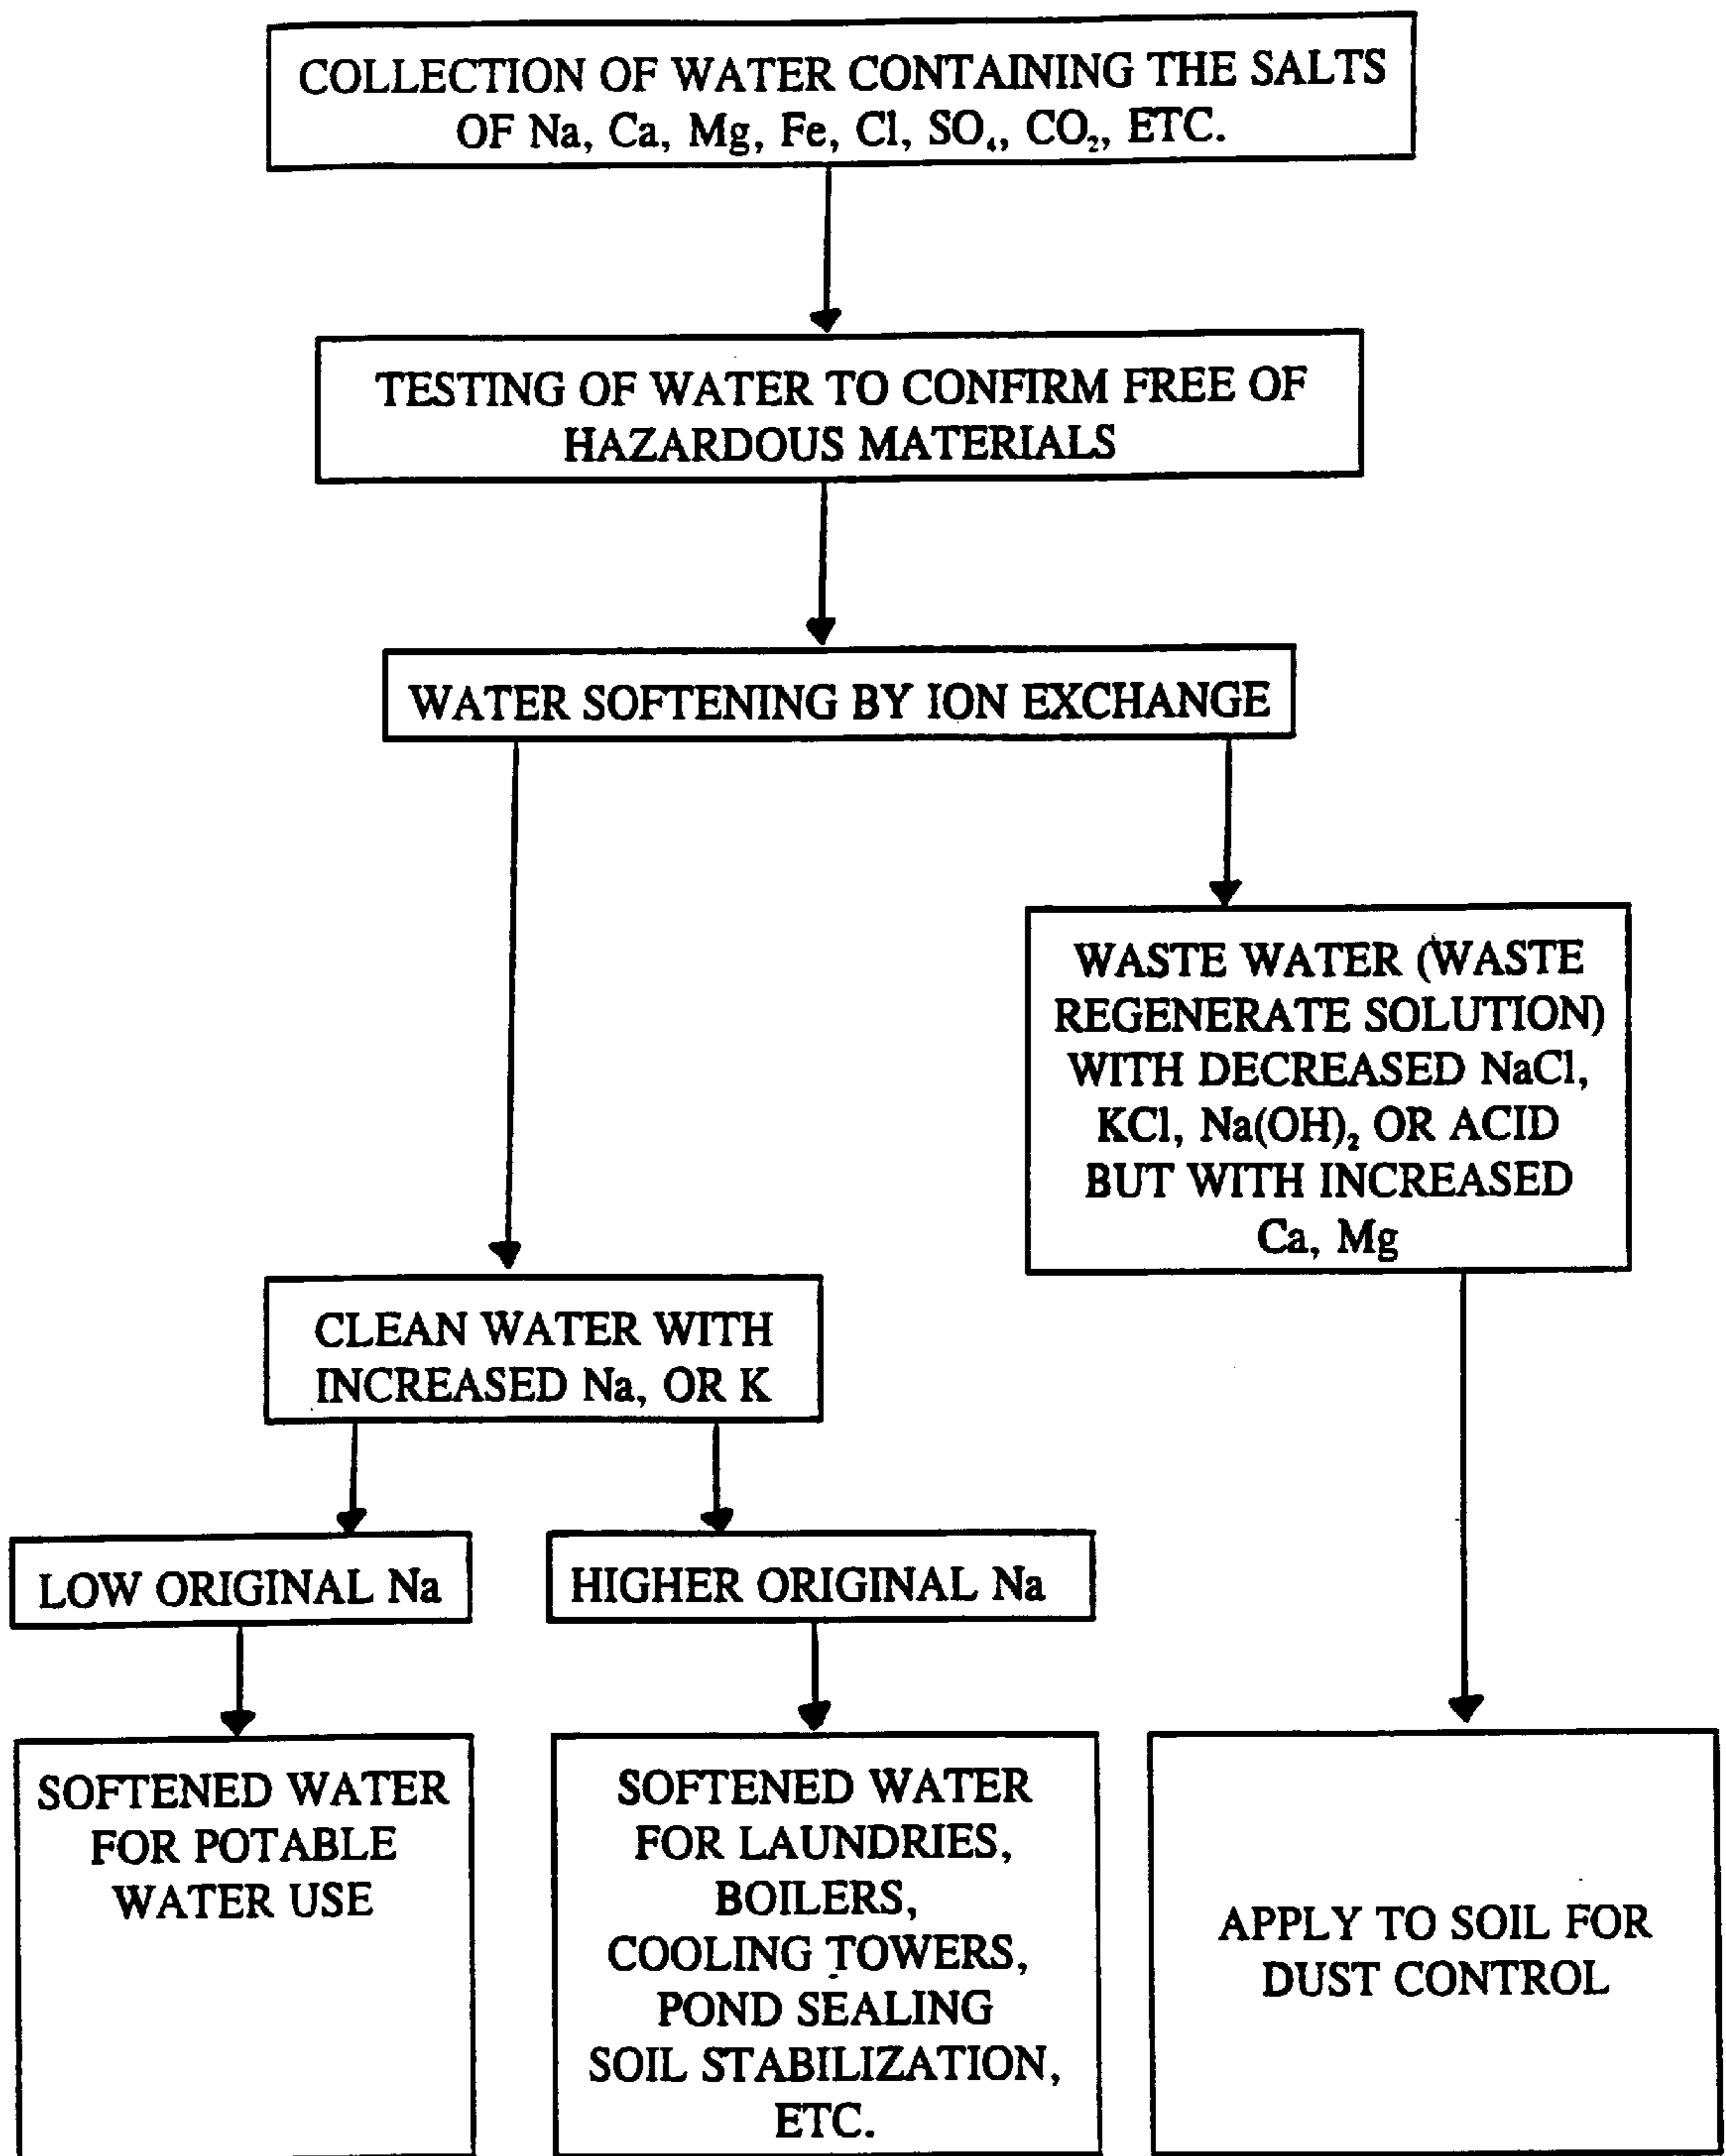 COLLECTION OF WATER CONTAINING THE SALTS
OF Na, Ca, Mg, Fe, Cl, SO₄, CO₂, ETC.
TESTING OF WATER TO CONFIRM FREE OF
HAZARDOUS MATERIALS
WATER SOFTENING BY ION EXCHANGE
WASTE WATER (WASTE
REGENERATE SOLUTION)
WITH DECREASED NaCl,
KCl, Na(OH)₂ OR ACID
BUT WITH INCREASED
Ca, Mg
CLEAN WATER WITH
INCREASED Na, OR K
LOW ORIGINAL Na
HIGHER ORIGINAL Na
SOFTENED WATER
FOR POTABLE
WATER USE
SOFTENED WATER
FOR LAUNDRIES,
BOILERS,
COOLING TOWERS,
POND SEALING
SOIL STABILIZATION,
ETC.
APPLY TO SOIL FOR
DUST CONTROL